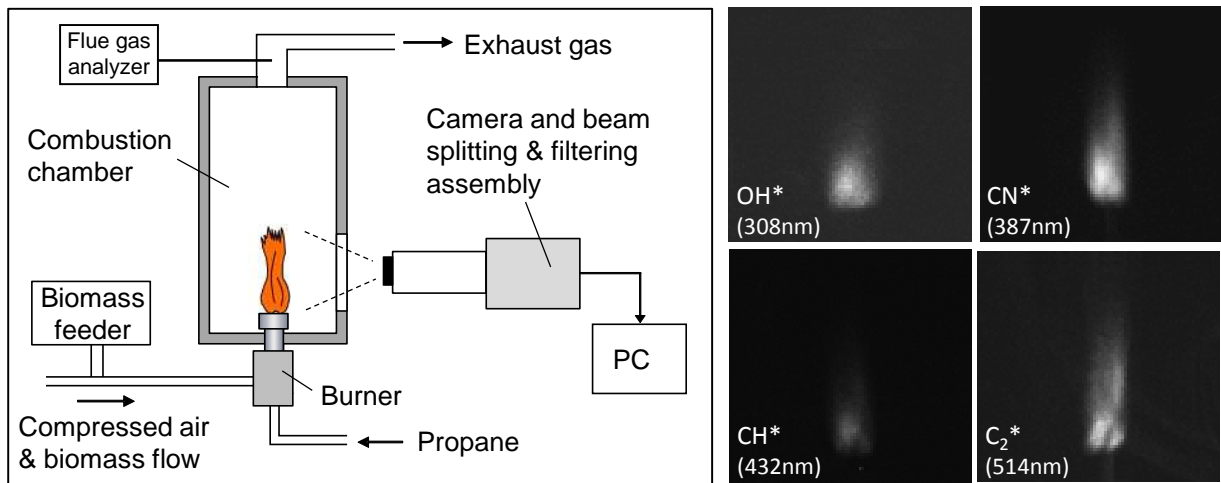 Flue gas
analyzer
Exhaust gas
Combustion
chamber
Camera and beam
splitting & filtering
assembly
Biomass
feeder
PC
Burner
Compressed air
& biomass flow
Propane
OH*
(308nm)
CN*
(387nm)
CH*
(432nm)
C₂*
(514nm)